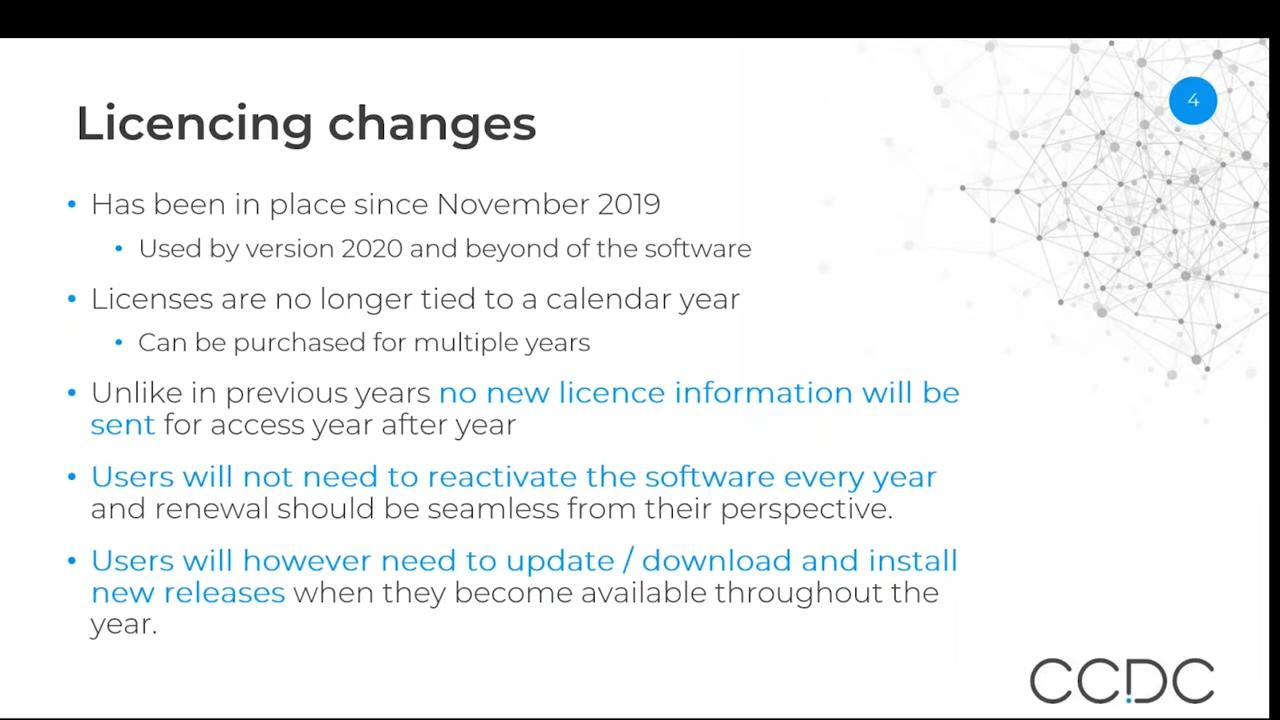 4
Licencing changes
• Has been in place since November 2019
• Used by version 2020 and beyond of the software
• Licenses are no longer tied to a calendar year
• Can be purchased for multiple years
• Unlike in previous years no new licence information will be
sent for access year after year
• Users will not need to reactivate the software every year
and renewal should be seamless from their perspective.
• Users will however need to update / download and install
new releases when they become available throughout the
year.
CCDC